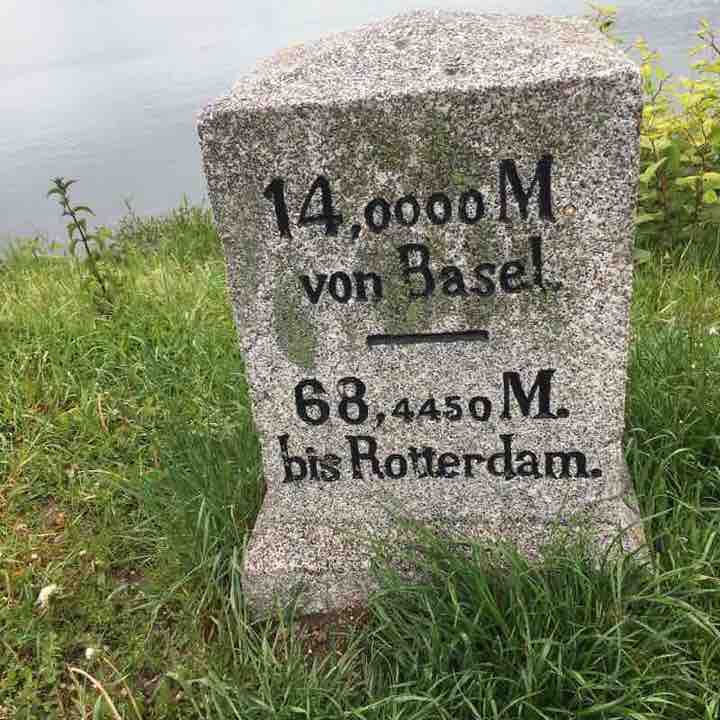 14,0000 M
von Basel.
68,4450 M.
bis Rotterdam.